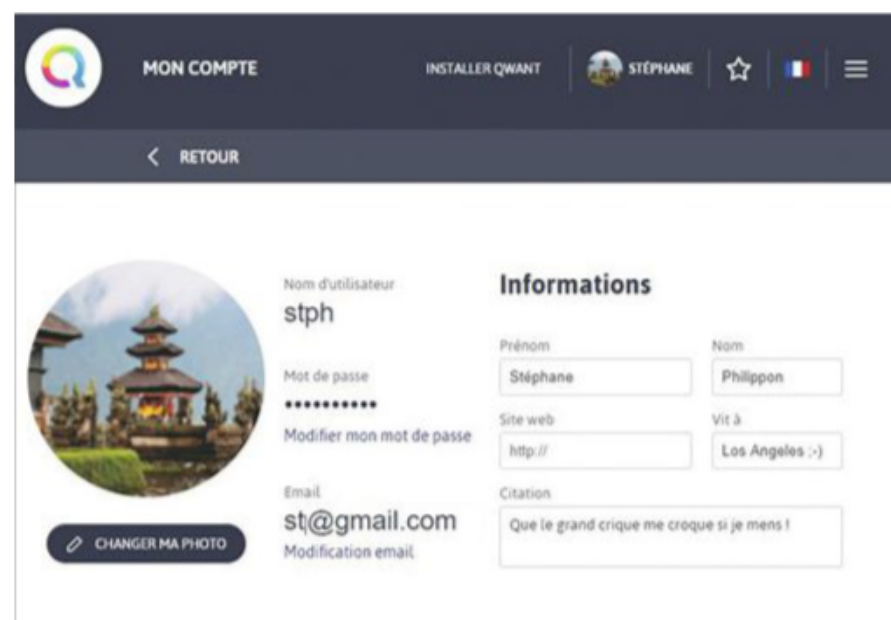 MON COMPTE
INSTALLER QWANT
STÉPHANE
RETOUR
Nom d'utilisateur
stph
Mot de passe
••••••••••
Modifier mon mot de passe
Email
st@gmail.com
Modification email
CHANGER MA PHOTO
Informations
Prénom
Nom
Stéphane
Philippon
Site web
Vit à
http://
Los Angeles ;-)
Citation
Que le grand crique me croque si je mens !